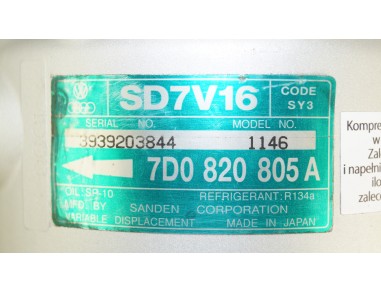 SD7V16
CODE
SY3
SERIAL NO.
MODEL NO.
3939203844
1146
7D0 820 805 A
OIL SP-10
REFRIGERANT: R134a
MFD BY SANDEN CORPORATION
VARIABLE DISPLACEMENT MADE IN JAPAN
Kompre
w
Zale
i napełni
ilo
zalec